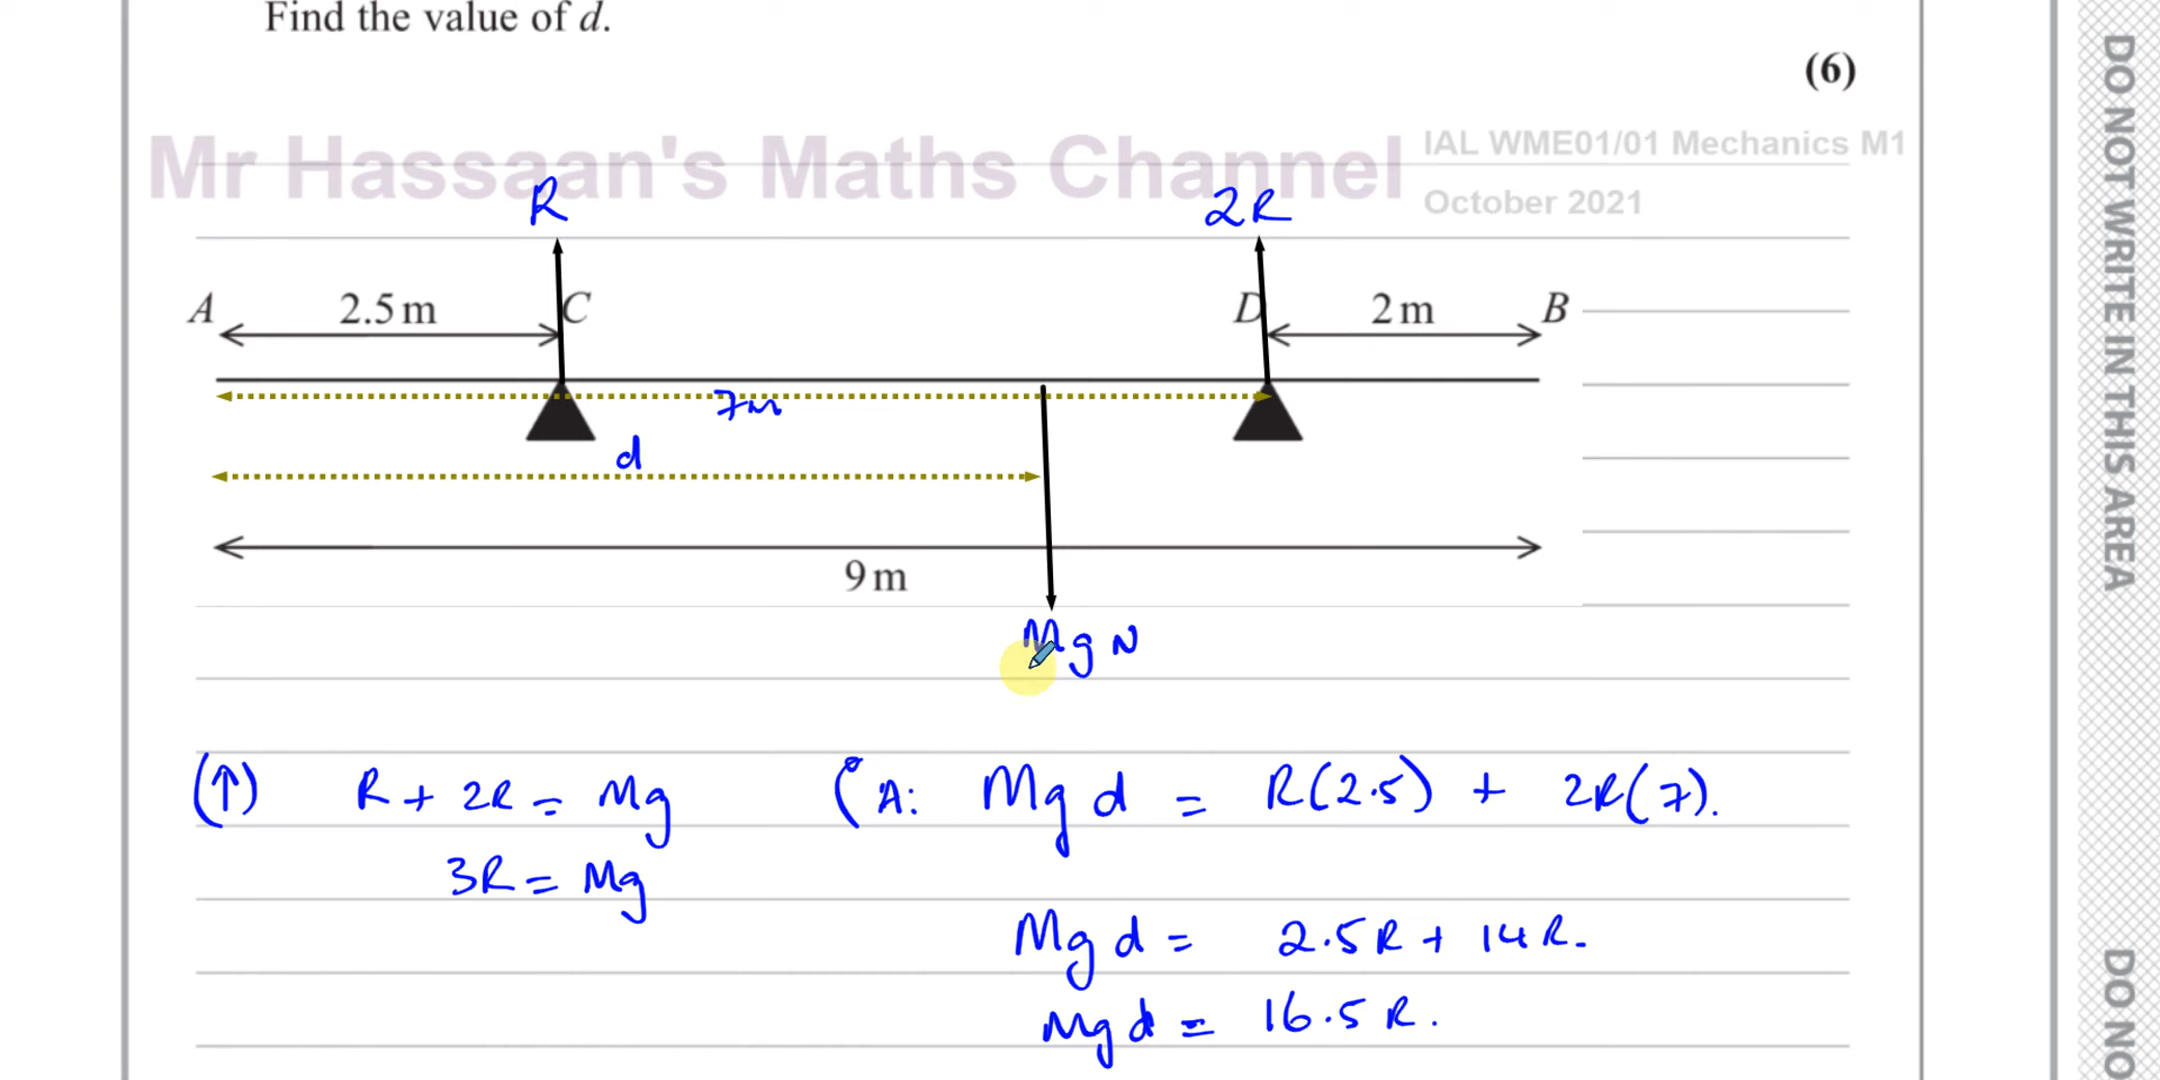 Find the value of d.
(6)
Mr Hassaan's Maths Channel
IAL WME01/01 Mechanics M1
October 2021
R
2R
A
2.5 m
C
D
2 m
B
7m
d
9 m
Mg N
(↑) R + 2R = Mg
A: Mg d = R(2.5) + 2R(7).
3R = Mg
Mg d = 2.5R + 14R.
Mg d = 16.5 R.
DO NOT WRITE IN THIS AREA
DO NO